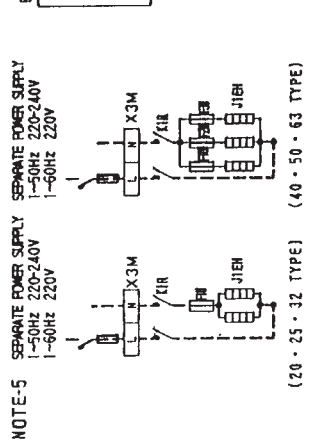 NOTE-5
SEPARATE POWER SUPPLY
1~50Hz 220-240V
1~60Hz 220V
L N X3M
K1R
J1EH
(20 · 25 · 32 TYPE)
SEPARATE POWER SUPPLY
1~50Hz 220-240V
1~60Hz 220V
L N X3M
K1R
J1EH
(40 · 50 · 63 TYPE)